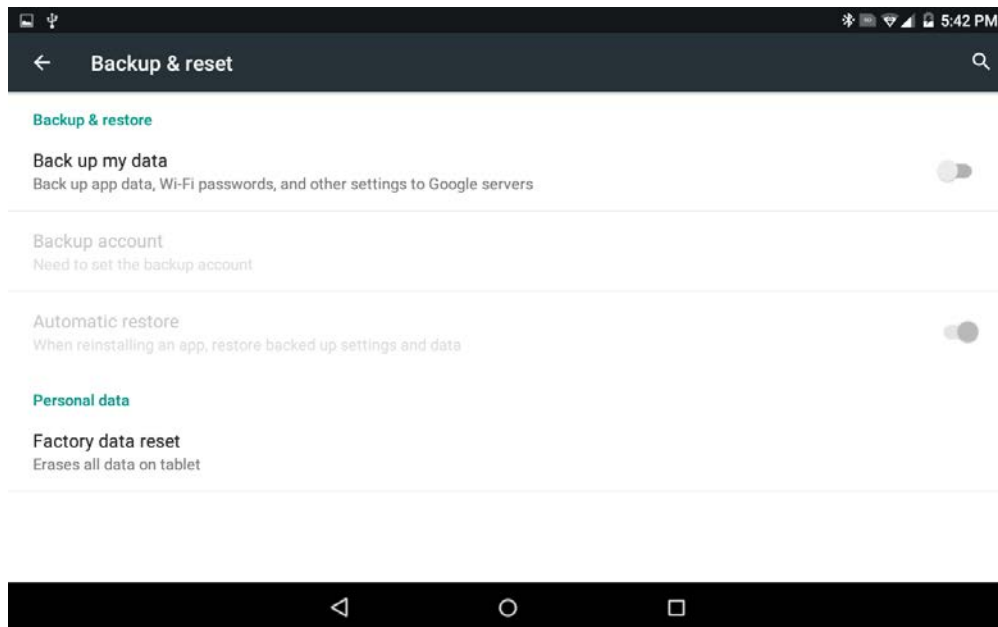 5:42 PM
Backup & reset
Backup & restore
Back up my data
Back up app data, Wi-Fi passwords, and other settings to Google servers
Backup account
Need to set the backup account
Automatic restore
When reinstalling an app, restore backed up settings and data
Personal data
Factory data reset
Erases all data on tablet